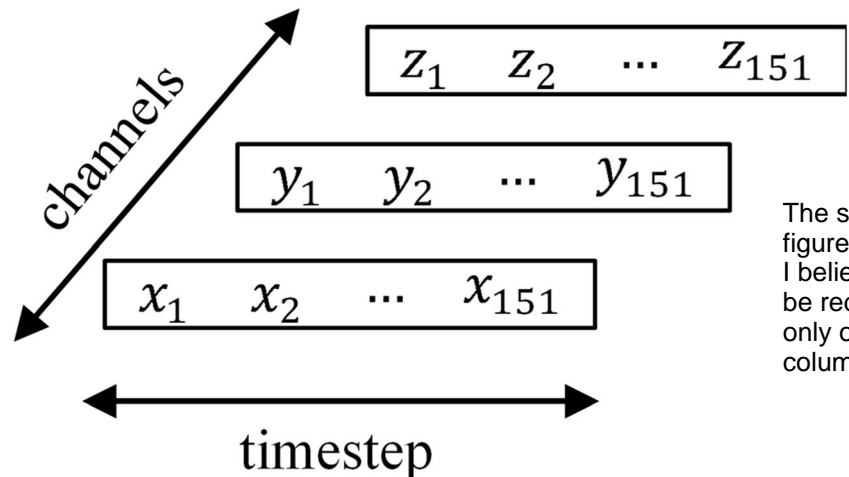 z₁ z₂ ... z₁₅₁
channels
y₁ y₂ ... y₁₅₁
x₁ x₂ ... x₁₅₁
timestep
The s
figure
I belie
be rec
only o
colum